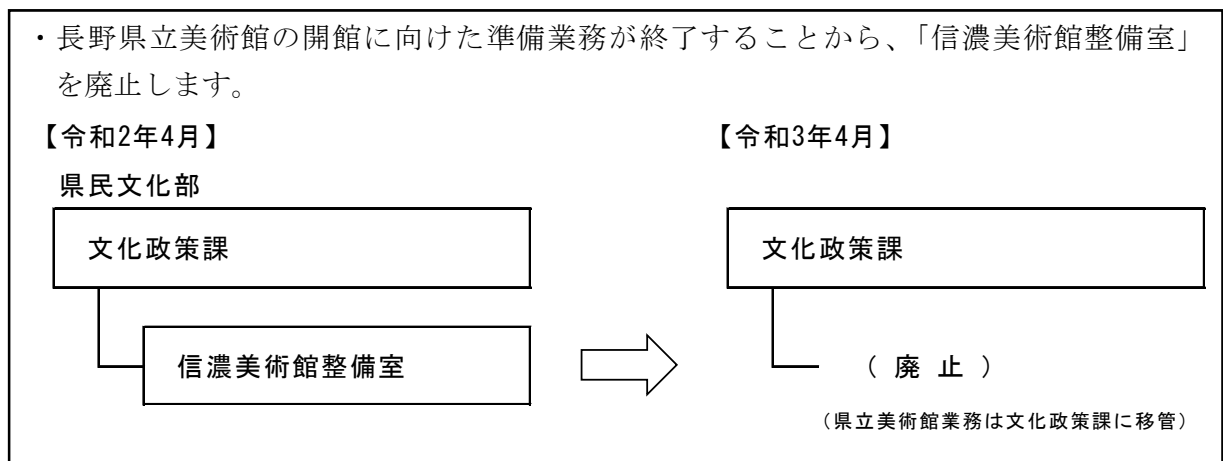 ・長野県立美術館の開館に向けた準備業務が終了することから、「信濃美術館整備室」
を廃止します。
【令和2年4月】
【令和3年4月】
県民文化部
文化政策課
文化政策課
信濃美術館整備室
（ 廃 止 ）
（県立美術館業務は文化政策課に移管）